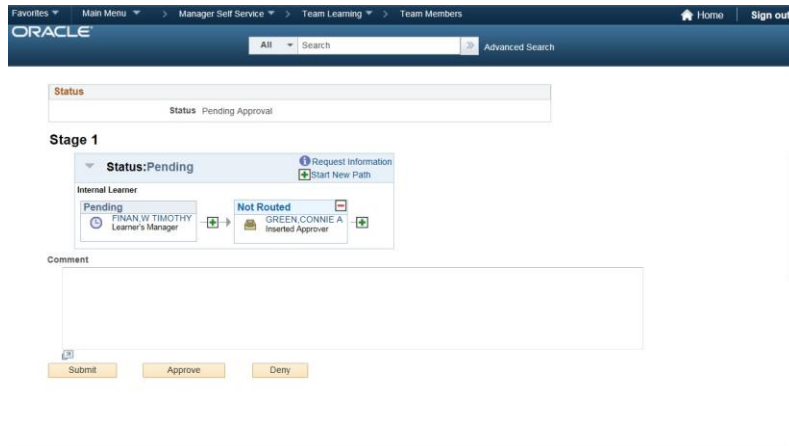 Favorites Main Menu > Manager Self Service > Team Learning > Team Members Home Sign out
ORACLE
All Search Advanced Search
Status
Status Pending Approval
Stage 1
Status:Pending
Request Information
Start New Path
Internal Learner
Pending
FINAN,W TIMOTHY
Learner's Manager
Not Routed
GREEN,CONNIE A
Inserted Approver
Comment
Submit Approve Deny